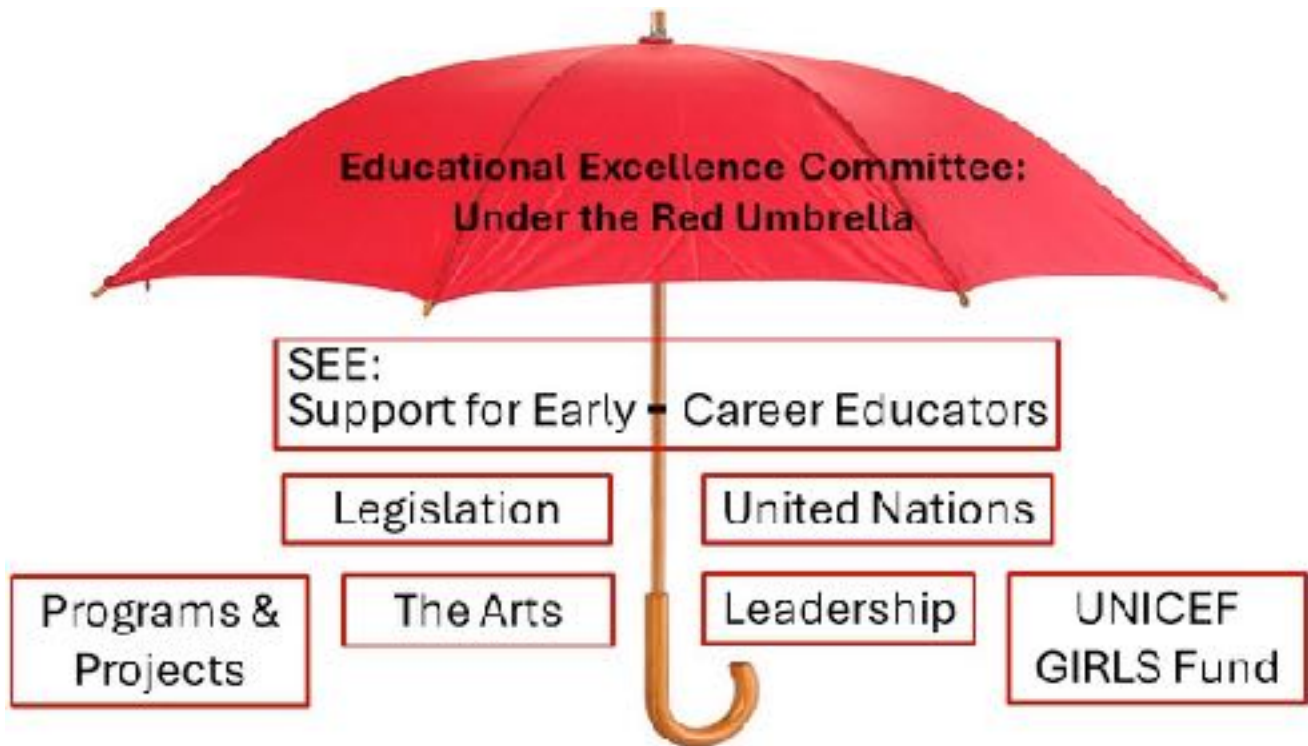 Educational Excellence Committee:
Under the Red Umbrella
SEE:
Support for Early - Career Educators
Legislation
United Nations
Programs &
Projects
The Arts
Leadership
UNICEF
GIRLS Fund